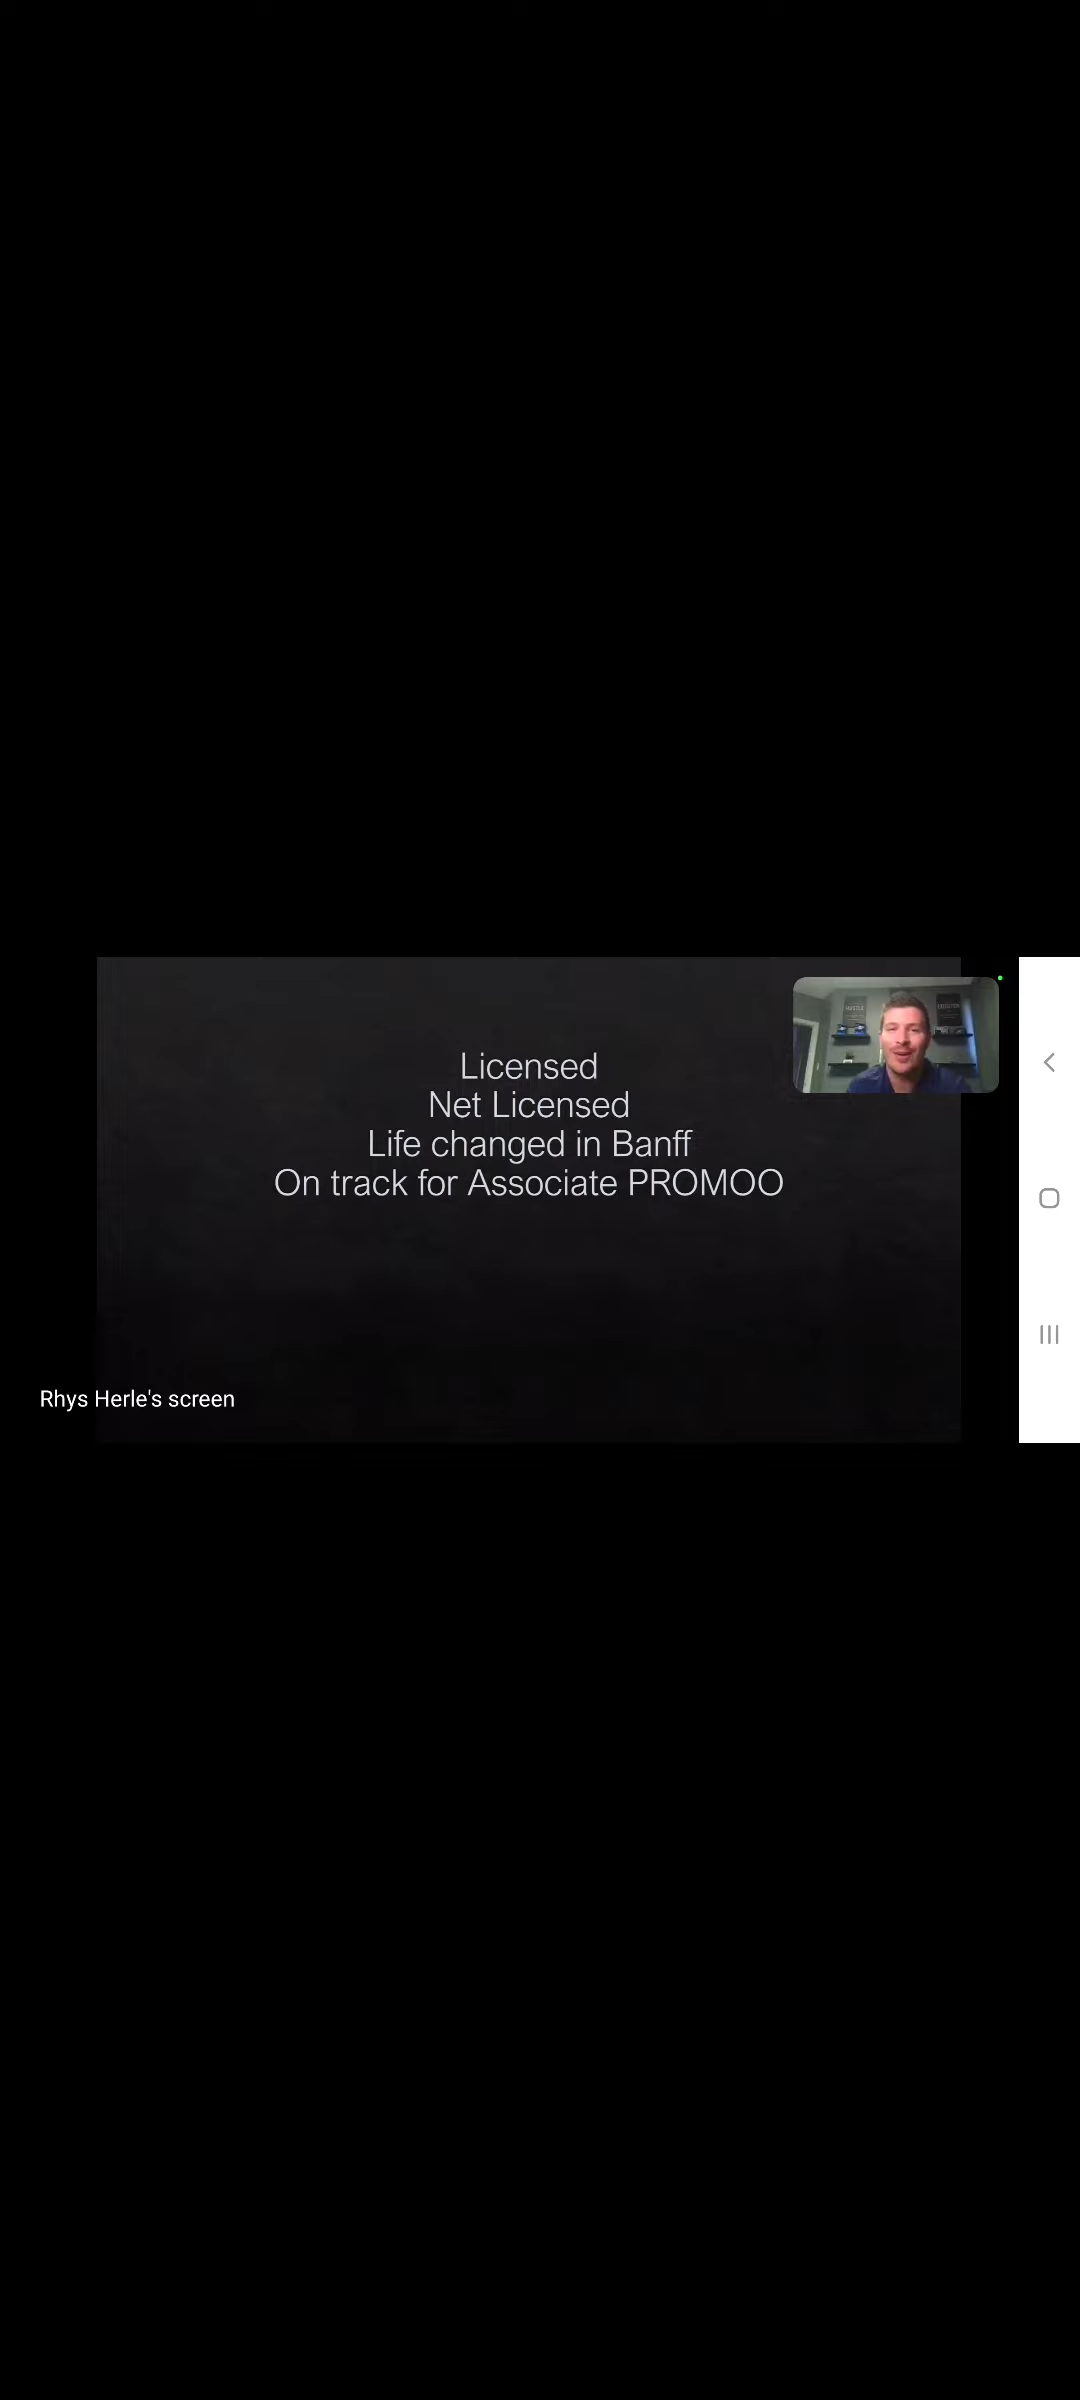 Licensed
Net Licensed
Life changed in Banff
On track for Associate PROMOO
Rhys Herle's screen